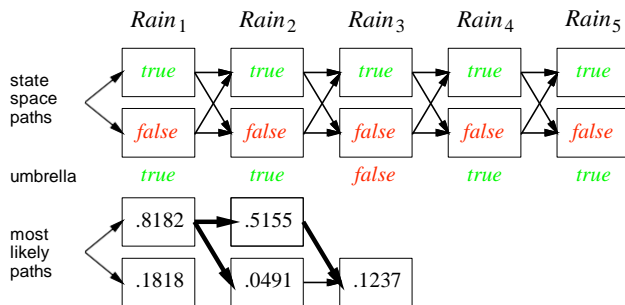 Rain1 Rain2 Rain3 Rain4 Rain5
state space paths
true true true true true
false false false false false
umbrella true true false true true
most likely paths
.8182 .5155
.1818 .0491 .1237